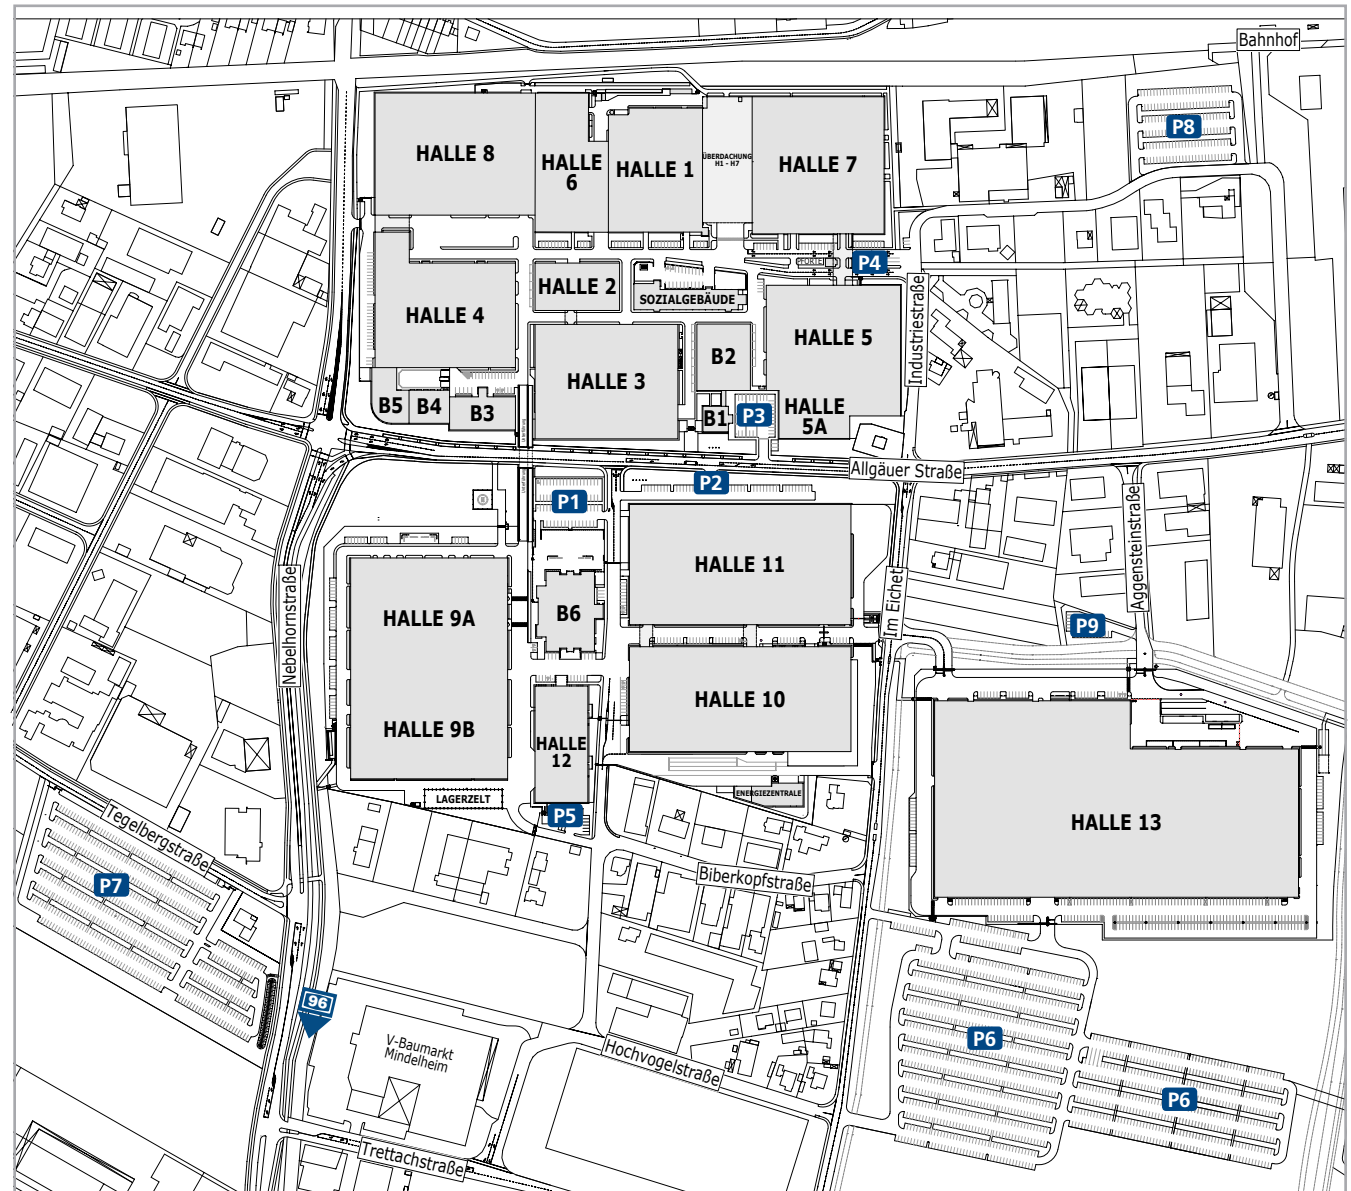 Bahnhof
P8
HALLE 8
HALLE
6
HALLE 1
ÜBERDACHUNG
H1 - H7
HALLE 7
PFORTE
P4
HALLE 2
SOZIALGEBÄUDE
HALLE 4
HALLE 5
Industriestraße
HALLE 3
B2
B5
B4
B3
B1
P3
HALLE
5A
Allgäuer Straße
P1
P2
HALLE 11
Nebelhornstraße
HALLE 9A
B6
Im Eichet
Aggensteinstraße
P9
HALLE 10
HALLE 9B
HALLE
12
LAGERZELT
P5
ENERGIEZENTRALE
HALLE 13
Tegelbergstraße
P7
Biberkopfstraße
96
V-Baumarkt
Mindelheim
Hochvogelstraße
P6
P6
Trettachstraße